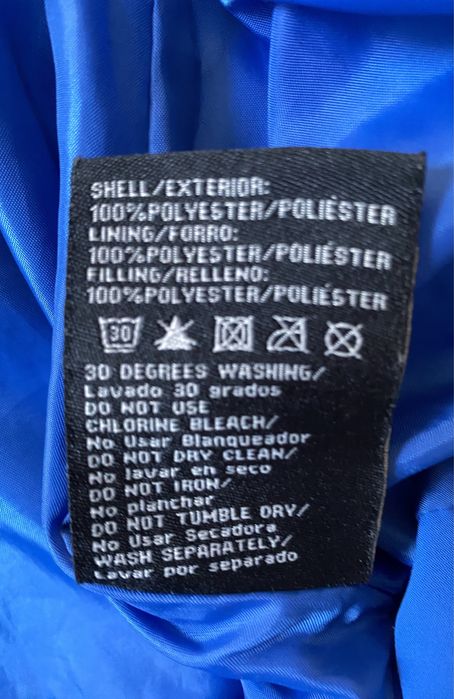 SHELL/EXTERIOR:
100%POLYESTER/POLIÉSTER
LINING/FORRO:
100%POLYESTER/POLIÉSTER
FILLING/RELLENO:
100%POLYESTER/POLIÉSTER
30
30 DEGREES WASHING/
Lavado 30 grados
DO NOT USE
CHLORINE BLEACH/
No Usar Blanqueador
DO NOT DRY CLEAN/
No lavar en seco
DO NOT IRON/
No planchar
DO NOT TUMBLE DRY/
No Usar Secadora
WASH SEPARATELY/
Lavar por separado